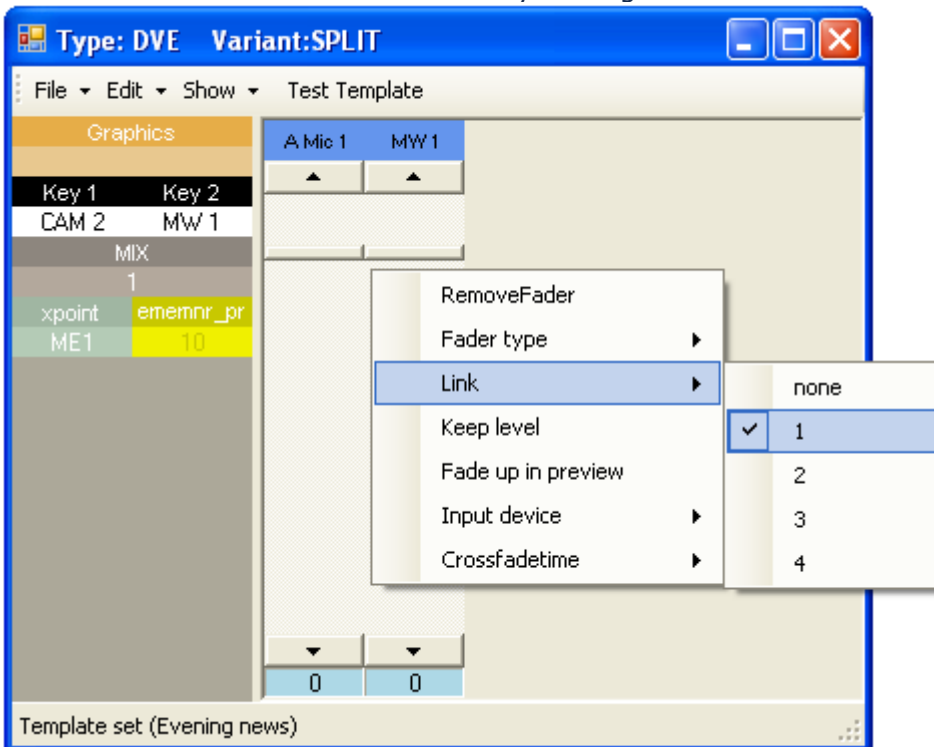 Type: DVE Variant:SPLIT
File Edit Show Test Template
Graphics
A Mic 1 MW 1
Key 1 Key 2
CAM 2 MW 1
MIX
1
xpoint ememnr_pr
ME1 10
RemoveFader
Fader type
Link
Keep level
Fade up in preview
Input device
Crossfadetime
none
1
2
3
4
0 0
Template set (Evening news)